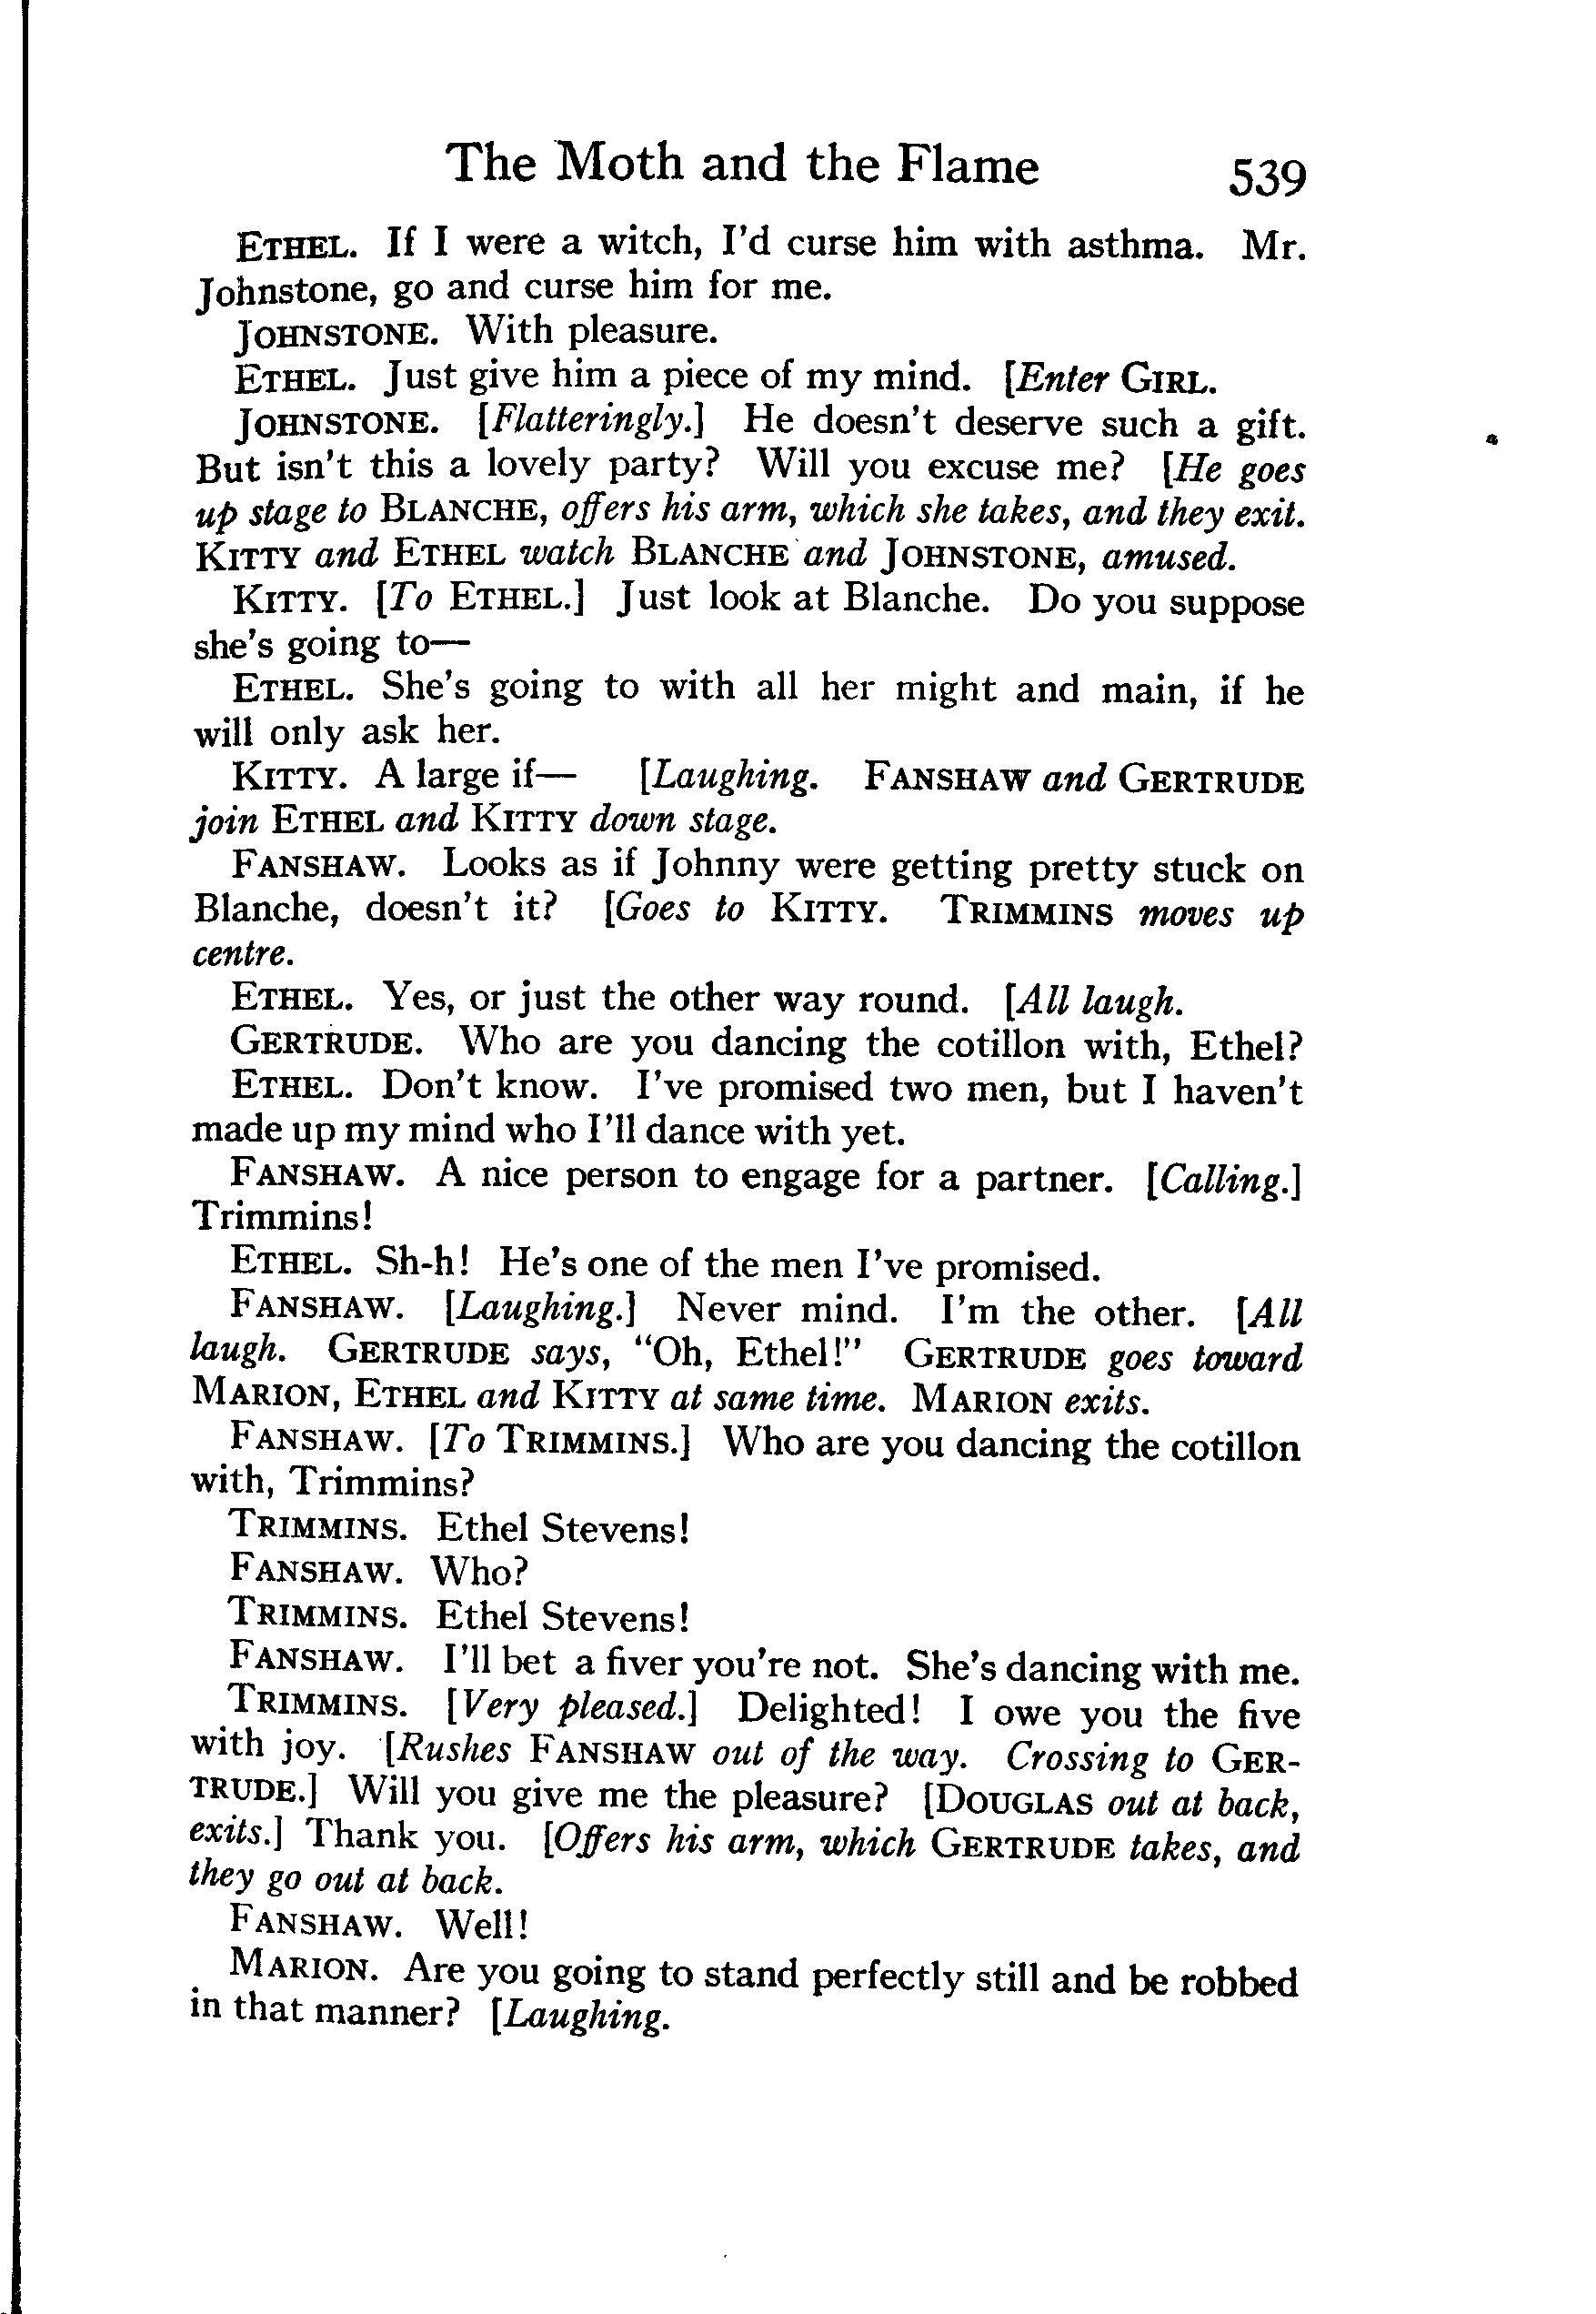 The Moth and the Flame 539
ETHEL. If I were a witch, I'd curse him with asthma. Mr.
Johnstone, go and curse him for me.
JOHNSTONE. With pleasure.
ETHEL. Just give him a piece of my mind. [Enter GIRL.
JOHNSTONE. [Flatteringly.] He doesn't deserve such a gift.
But isn't this a lovely party? Will you excuse me? [He goes
up stage to BLANCHE, offers his arm, which she takes, and they exit.
KITTY and ETHEL watch BLANCHE and JOHNSTONE, amused.
KITTY. [To ETHEL.] Just look at Blanche. Do you suppose
she's going to—
ETHEL. She's going to with all her might and main, if he
will only ask her.
KITTY. A large if— [Laughing. FANSHAW and GERTRUDE
join ETHEL and KITTY down stage.
FANSHAW. Looks as if Johnny were getting pretty stuck on
Blanche, doesn't it? [Goes to KITTY. TRIMMINS moves up
centre.
ETHEL. Yes, or just the other way round. [All laugh.
GERTRUDE. Who are you dancing the cotillon with, Ethel?
ETHEL. Don't know. I've promised two men, but I haven't
made up my mind who I'll dance with yet.
FANSHAW. A nice person to engage for a partner. [Calling.]
Trimmins!
ETHEL. Sh-h! He's one of the men I've promised.
FANSHAW. [Laughing.] Never mind. I'm the other. [All
laugh. GERTRUDE says, "Oh, Ethel!" GERTRUDE goes toward
MARION, ETHEL and KITTY at same time. MARION exits.
FANSHAW. [To TRIMMINS.] Who are you dancing the cotillon
with, Trimmins?
TRIMMINS. Ethel Stevens!
FANSHAW. Who?
TRIMMINS. Ethel Stevens!
FANSHAW. I'll bet a fiver you're not. She's dancing with me.
TRIMMINS. [Very pleased.] Delighted! I owe you the five
with joy. [Rushes FANSHAW out of the way. Crossing to GER-
TRUDE.] Will you give me the pleasure? [DOUGLAS out at back,
exits.] Thank you. [Offers his arm, which GERTRUDE takes, and
they go out at back.
FANSHAW. Well!
MARION. Are you going to stand perfectly still and be robbed
in that manner? [Laughing.